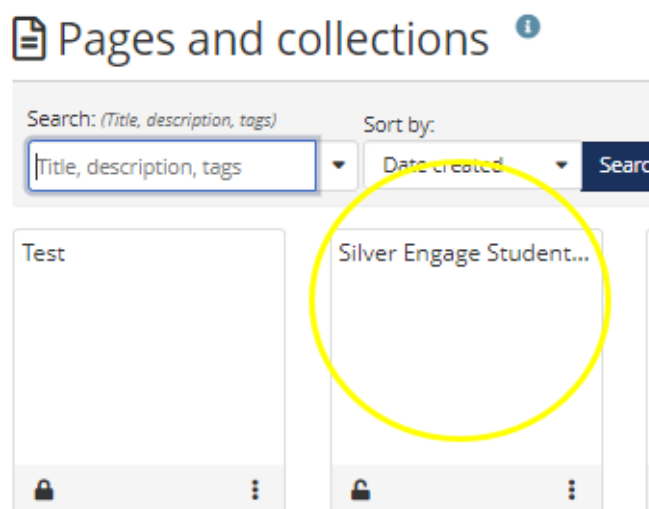 Pages and collections
Search: (Title, description, tags)
Sort by:
Title, description, tags
Date created
Searc
Test
Silver Engage Student...